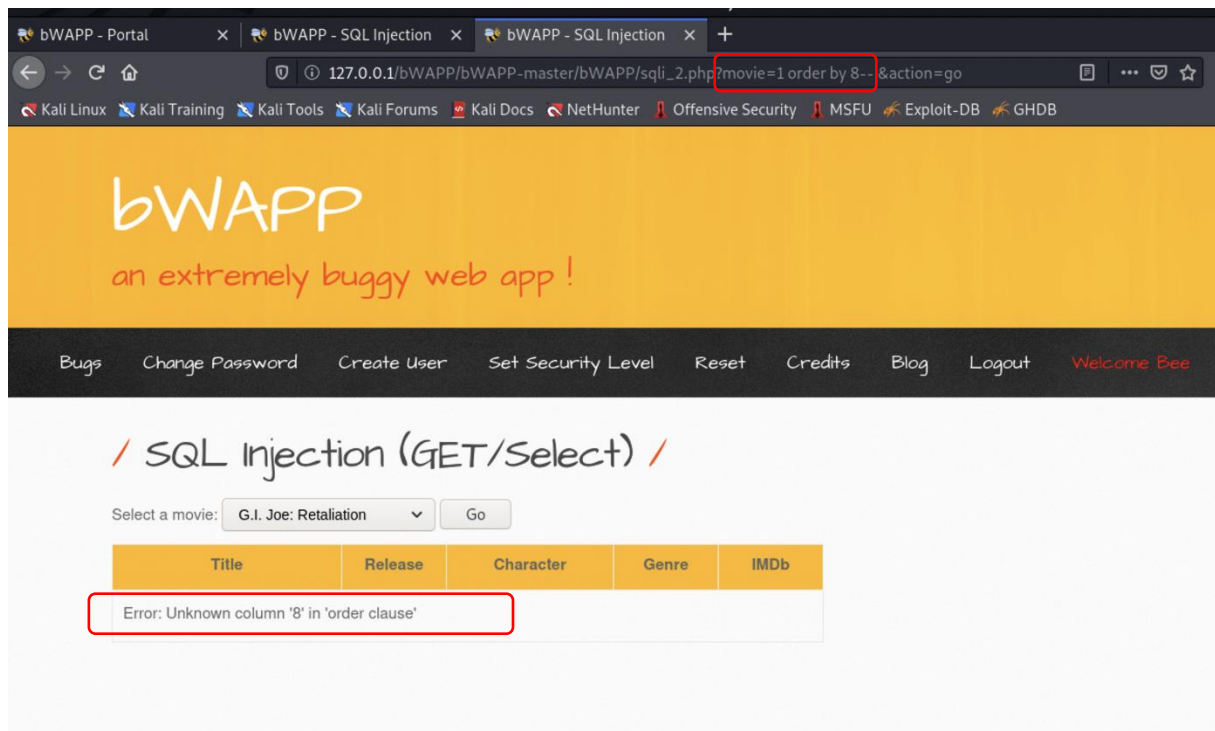 bWAPP - Portal × bWAPP - SQL Injection × bWAPP - SQL Injection × +
127.0.0.1/bWAPP/bWAPP-master/bWAPP/sqli_2.php?movie=1 order by 8-- &action=go
Kali Linux Kali Training Kali Tools Kali Forums Kali Docs NetHunter Offensive Security MSFU Exploit-DB GHDB
bWAPP
an extremely buggy web app !
Bugs Change Password Create User Set Security Level Reset Credits Blog Logout Welcome Bee
/ SQL Injection (GET/Select) /
Select a movie: G.I. Joe: Retaliation Go
Title Release Character Genre IMDb
Error: Unknown column '8' in 'order clause'